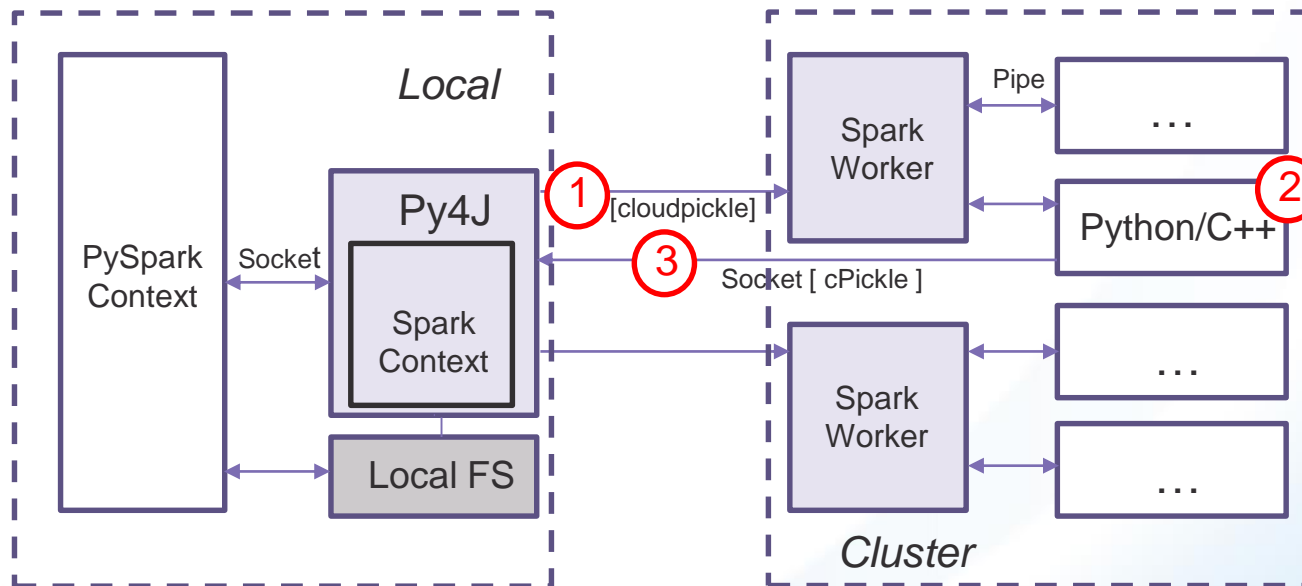 Local
PySpark
Context
Socket
Py4J
Spark
Context
Local FS
1
[cloudpickle]
3
Socket [ cPickle ]
Spark
Worker
Pipe
...
2
Python/C++
Spark
Worker
...
...
Cluster